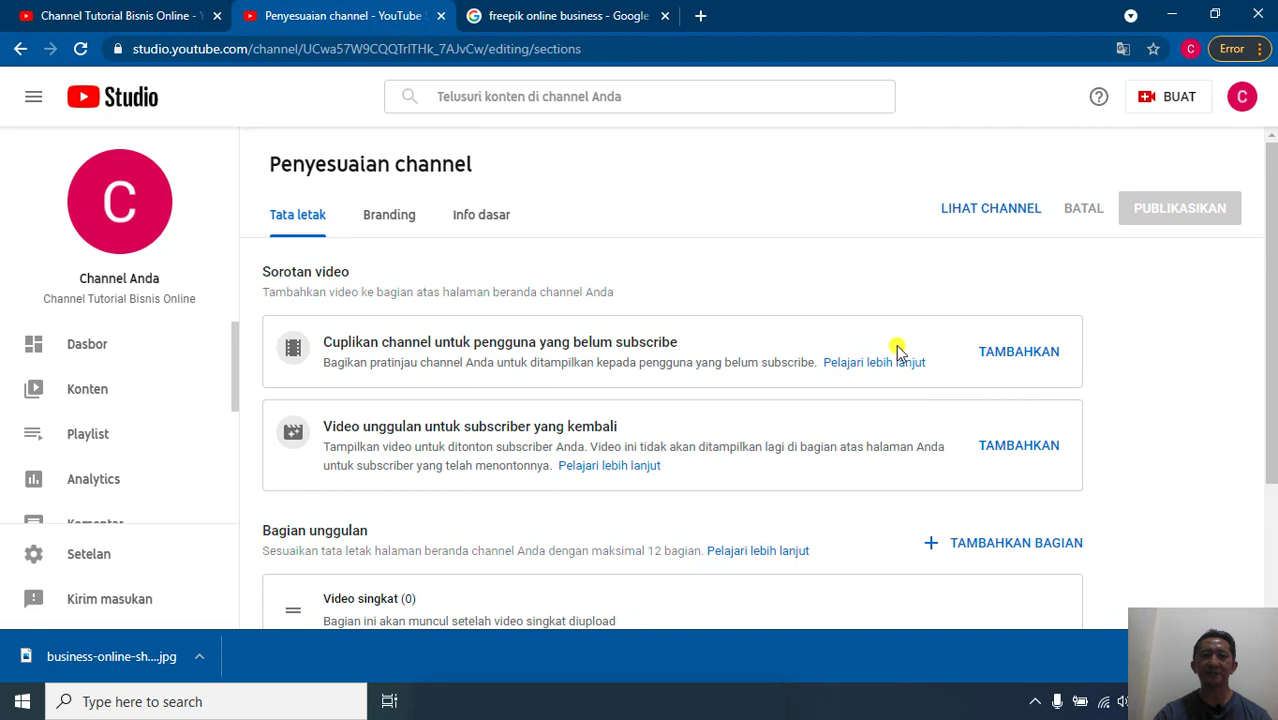 Channel Tutorial Bisnis Online - Y
Penyesuaian channel - YouTube S
freepik online business - Google
studio.youtube.com/channel/UCwa57W9CQQTrITHk_7AJvCw/editing/sections
C
Error
Studio
Telusuri konten di channel Anda
BUAT
C
C
Channel Anda
Channel Tutorial Bisnis Online
Dasbor
Konten
Playlist
Analytics
Komentar
Setelan
Kirim masukan
Penyesuaian channel
Tata letak
Branding
Info dasar
LIHAT CHANNEL
BATAL
PUBLIKASIKAN
Sorotan video
Tambahkan video ke bagian atas halaman beranda channel Anda
Cuplikan channel untuk pengguna yang belum subscribe
Bagikan pratinjau channel Anda untuk ditampilkan kepada pengguna yang belum subscribe. Pelajari lebih lanjut
TAMBAHKAN
Video unggulan untuk subscriber yang kembali
Tampilkan video untuk ditonton subscriber Anda. Video ini tidak akan ditampilkan lagi di bagian atas halaman Anda
untuk subscriber yang telah menontonnya. Pelajari lebih lanjut
TAMBAHKAN
Bagian unggulan
Sesuaikan tata letak halaman beranda channel Anda dengan maksimal 12 bagian. Pelajari lebih lanjut
+ TAMBAHKAN BAGIAN
Video singkat (0)
Bagian ini akan muncul setelah video singkat diupload
business-online-sh....jpg
Type here to search